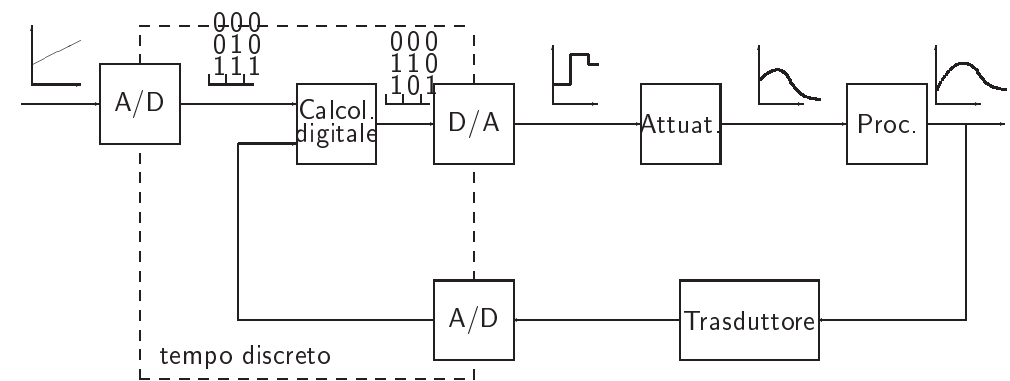 000
010
111
000
110
101
A/D
Calcol.
digitale
D/A
Attuat.
Proc.
A/D
Trasduttore
tempo discreto